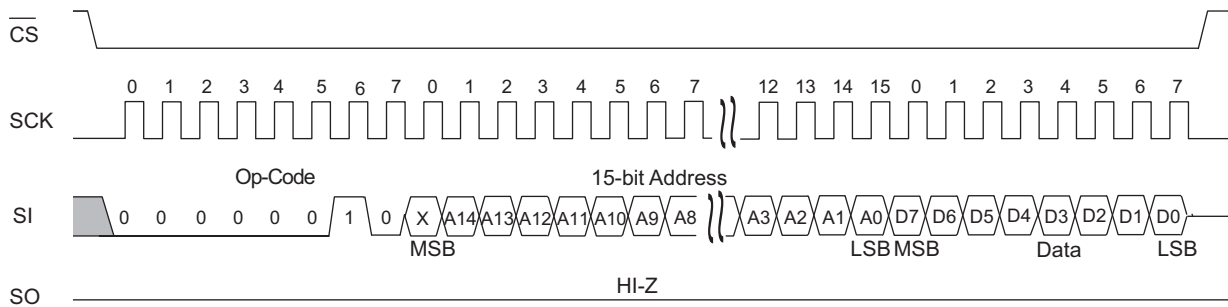 CS
0 1 2 3 4 5 6 7 0 1 2 3 4 5 6 7 12 13 14 15 0 1 2 3 4 5 6 7
SCK
Op-Code 15-bit Address
SI 0 0 0 0 0 0 1 0 X A14 A13 A12 A11 A10 A9 A8 A3 A2 A1 A0 D7 D6 D5 D4 D3 D2 D1 D0
MSB LSB MSB Data LSB
HI-Z
SO